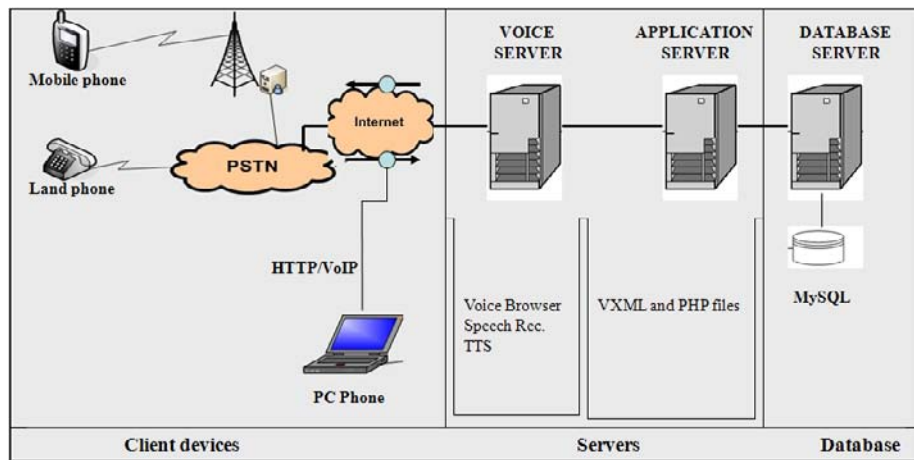 VOICE
SERVER
APPLICATION
SERVER
DATABASE
SERVER
Mobile phone
Internet
PSTN
Land phone
HTTP/VoIP
PC Phone
Voice Browser
Speech Rec.
TTS
VXML and PHP files
MySQL
Client devices
Servers
Database